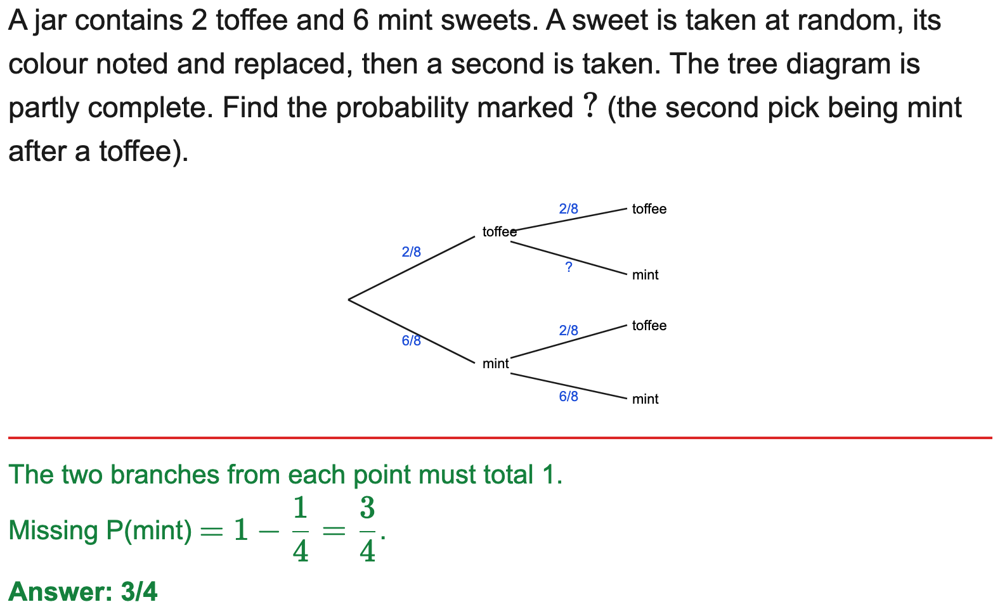 A jar contains 2 toffee and 6 mint sweets. A sweet is taken at random, its
colour noted and replaced, then a second is taken. The tree diagram is
partly complete. Find the probability marked ? (the second pick being mint
after a toffee).
2/8
toffee
toffee
2/8
?
mint
2/8
toffee
6/8
mint
6/8
mint
The two branches from each point must total 1.
Missing P(mint) = 1 − 1/4 = 3/4.
Answer: 3/4